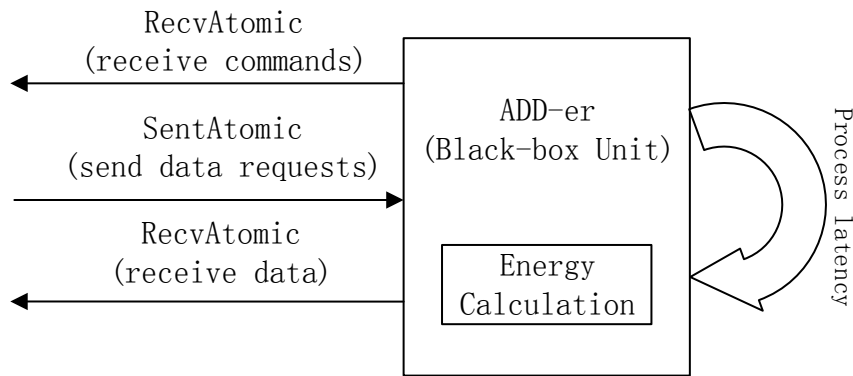 RecvAtomic
(receive commands)
SentAtomic
(send data requests)
RecvAtomic
(receive data)
ADD-er
(Black-box Unit)
Energy
Calculation
Process latency